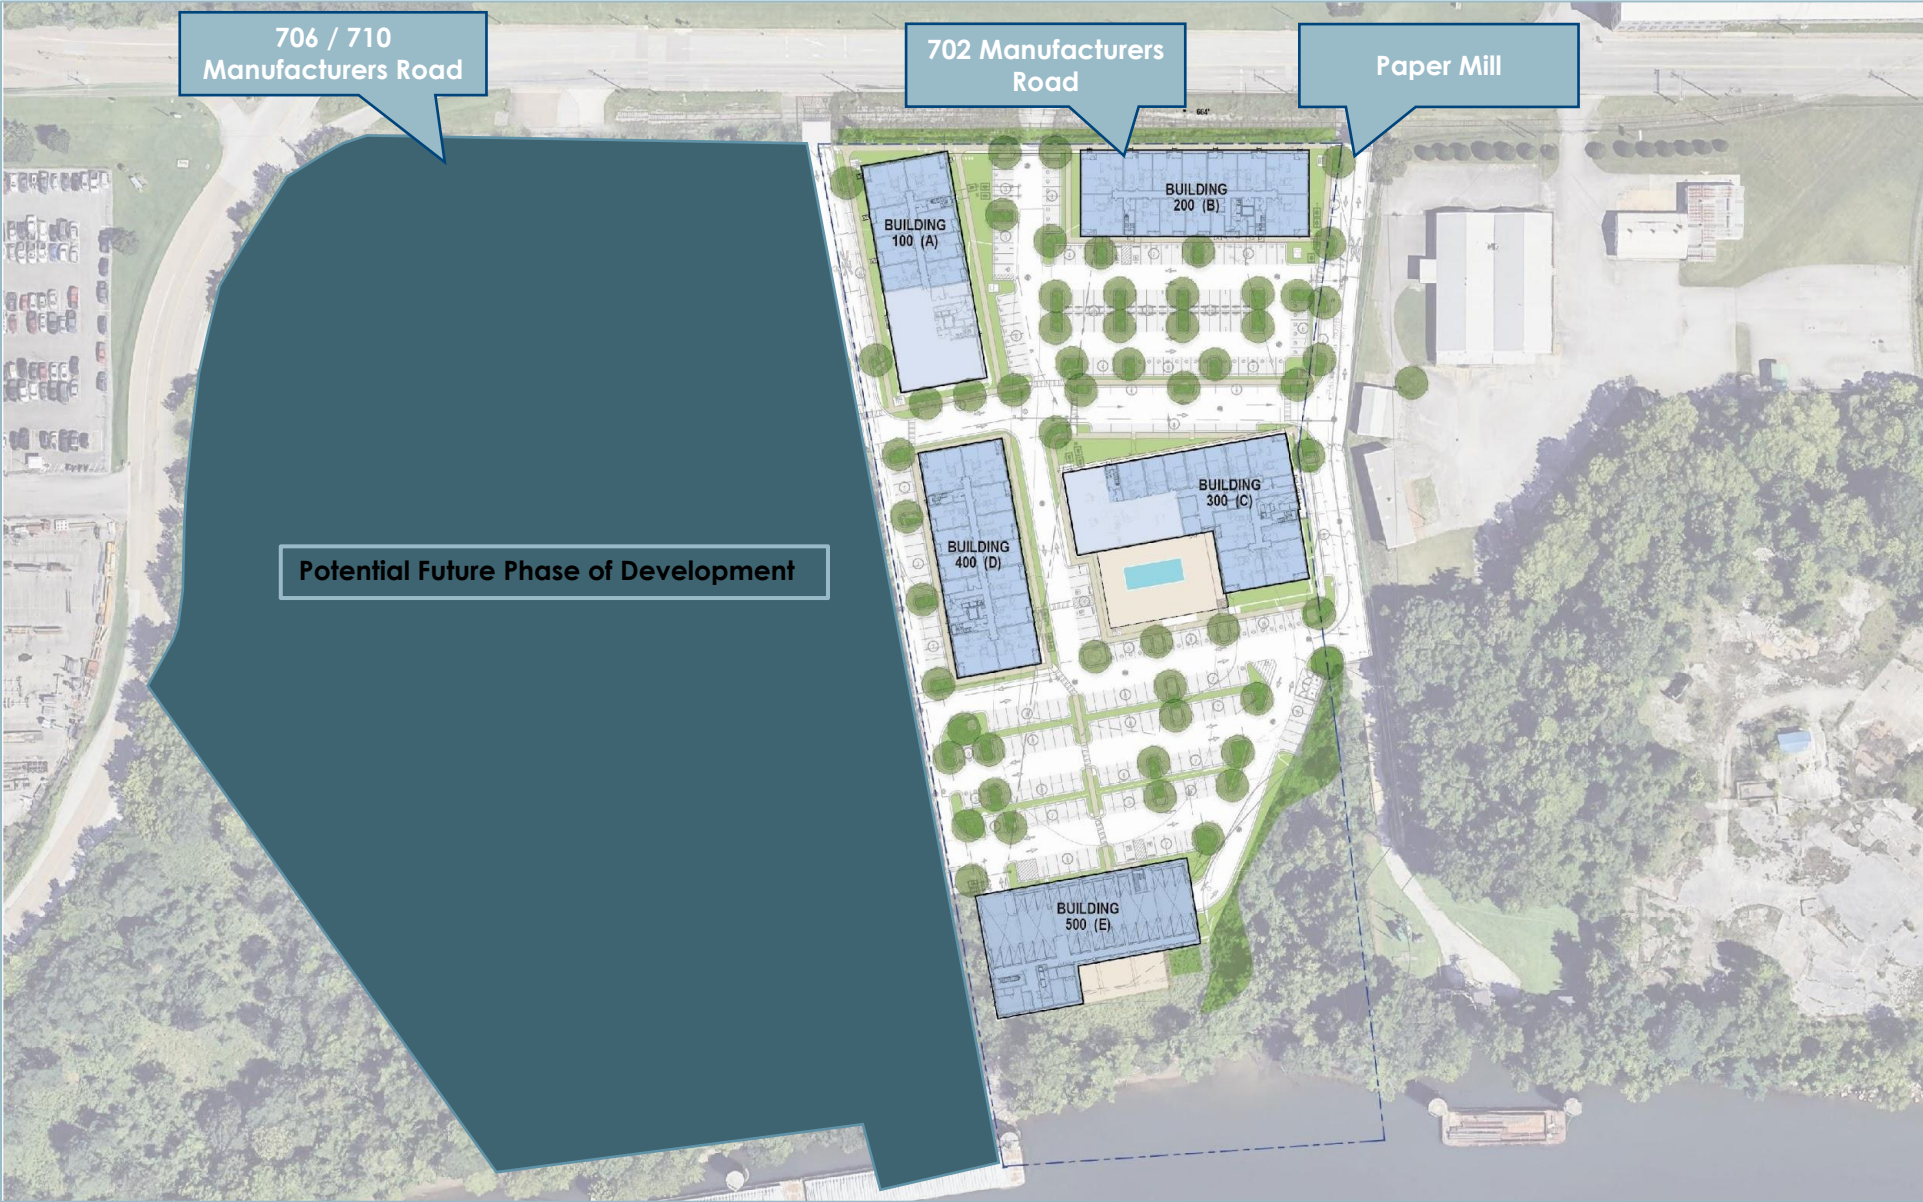 706 / 710
Manufacturers Road
702 Manufacturers
Road
Paper Mill
664'
BUILDING
200 (B)
BUILDING
100 (A)
BUILDING
300 (C)
BUILDING
400 (D)
Potential Future Phase of Development
BUILDING
500 (E)